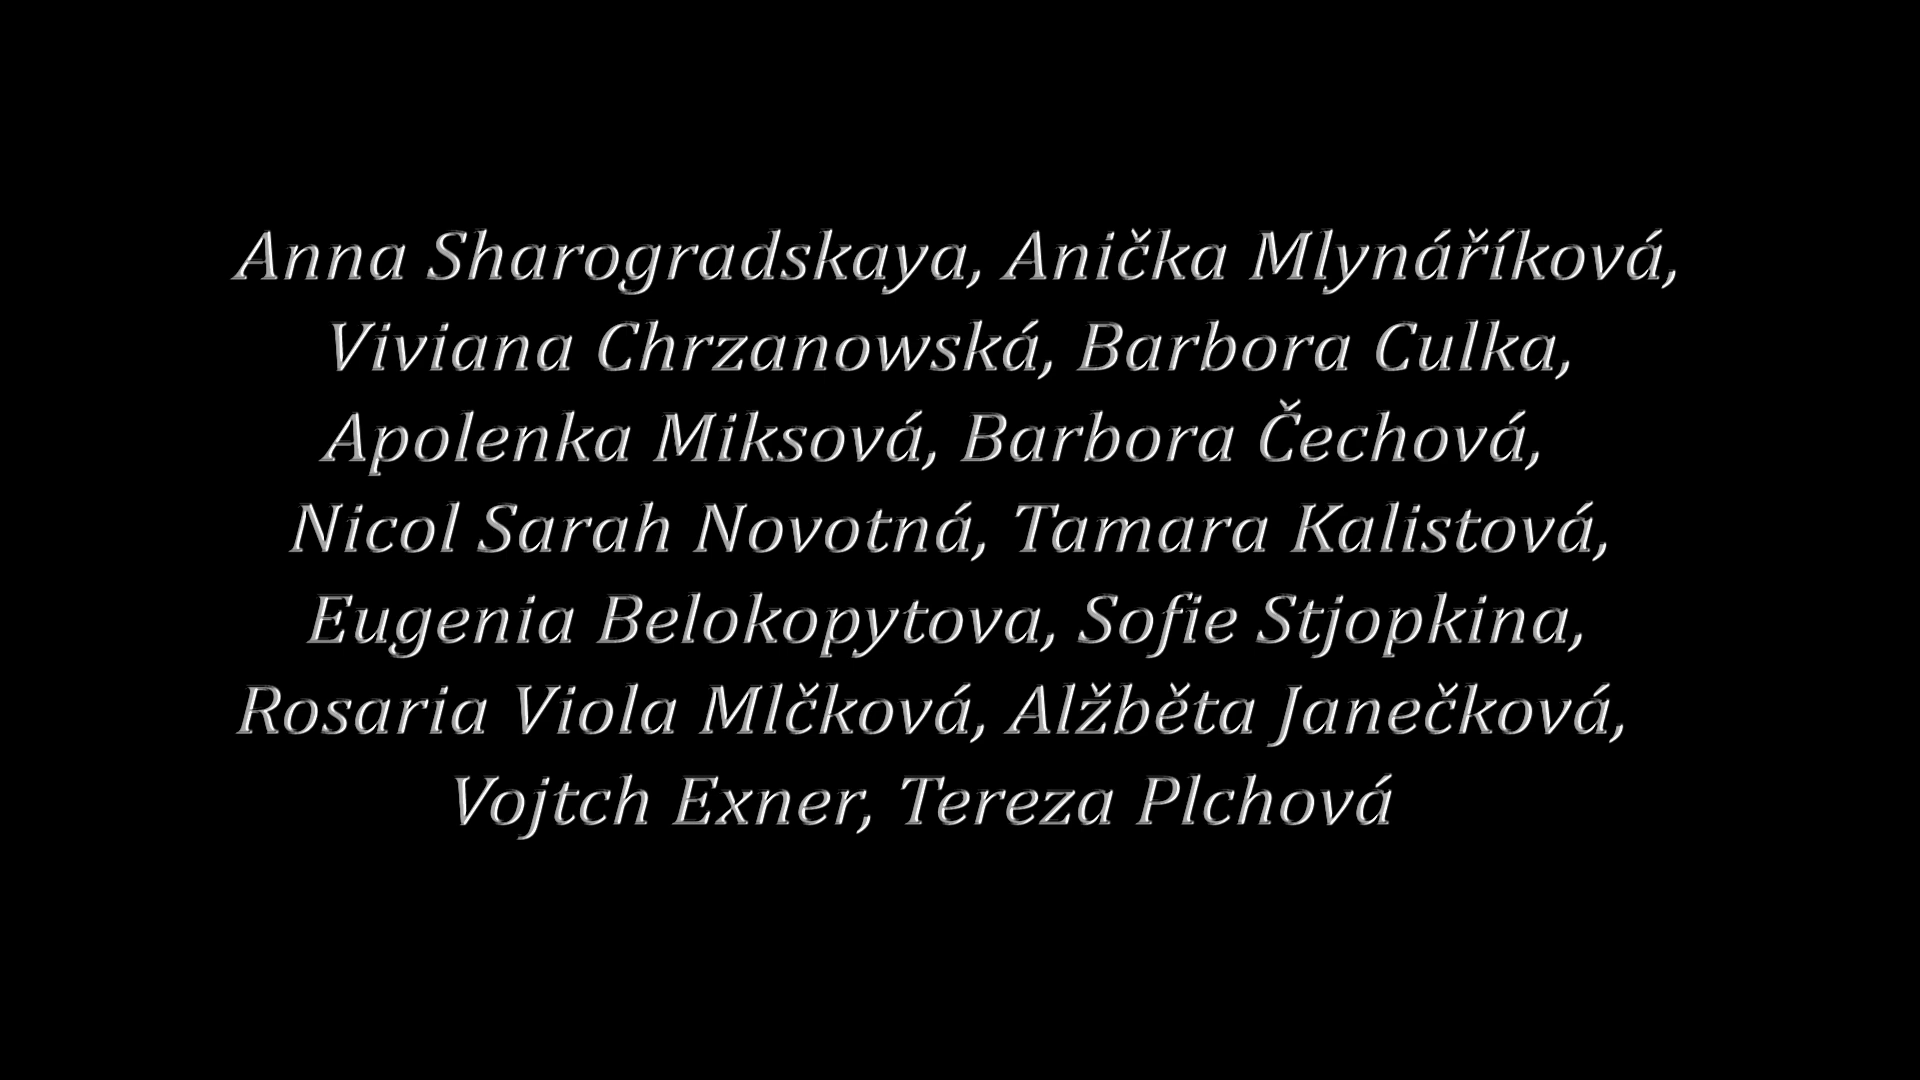 Anna Sharogradskaya, Anička Mlynáříková,
Viviana Chrzanowská, Barbora Culka,
Apolenka Miksová, Barbora Čechová,
Nicol Sarah Novotná, Tamara Kalistová,
Eugenia Belokopytova, Sofie Stjopkina,
Rosaria Viola Mlčková, Alžběta Janečková,
Vojtch Exner, Tereza Plchová